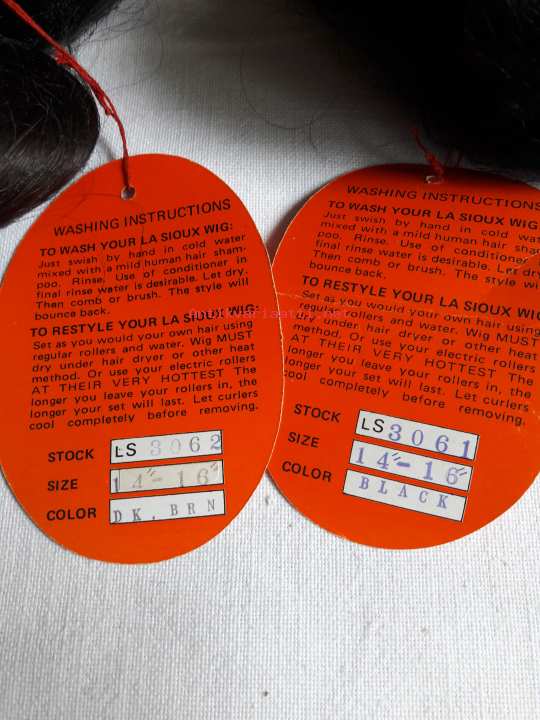 WASHING INSTRUCTIONS
TO WASH YOUR LA SIOUX WIG:
Just swish by hand in cold water
mixed with a mild human hair sham-
poo. Rinse. Use of conditioner in
final rinse water is desirable. Let dry.
Then comb or brush. The style will
bounce back.
TO RESTYLE YOUR LA SIOUX WIG:
Set as you would your own hair using
regular rollers and water. Wig MUST
dry under hair dryer or other heat
method. Or use your electric rollers
AT THEIR VERY HOTTEST The
longer you leave your rollers in, the
longer your set will last. Let curlers
cool completely before removing.
STOCK LS 3062
SIZE 14"-16"
COLOR DK. BRN
WASHING INSTRUCTIONS
TO WASH YOUR LA SIOUX WIG
Just swish by hand in cold wat
mixed with a mild human hair sha
poo. Rinse. Use of conditioner
final rinse water is desirable. Let dry
Then comb or brush. The style wil
bounce back.
TO RESTYLE YOUR LA SIOUX WIG
Set as you would your own hair using
regular rollers and water. Wig MUST
dry under hair dryer or other heat
method. Or use your electric rollers
AT THEIR VERY HOTTEST The
longer you leave your rollers in, the
longer your set will last. Let curlers
cool completely before removing.
STOCK LS 3061
SIZE 14"-16"
COLOR BLACK